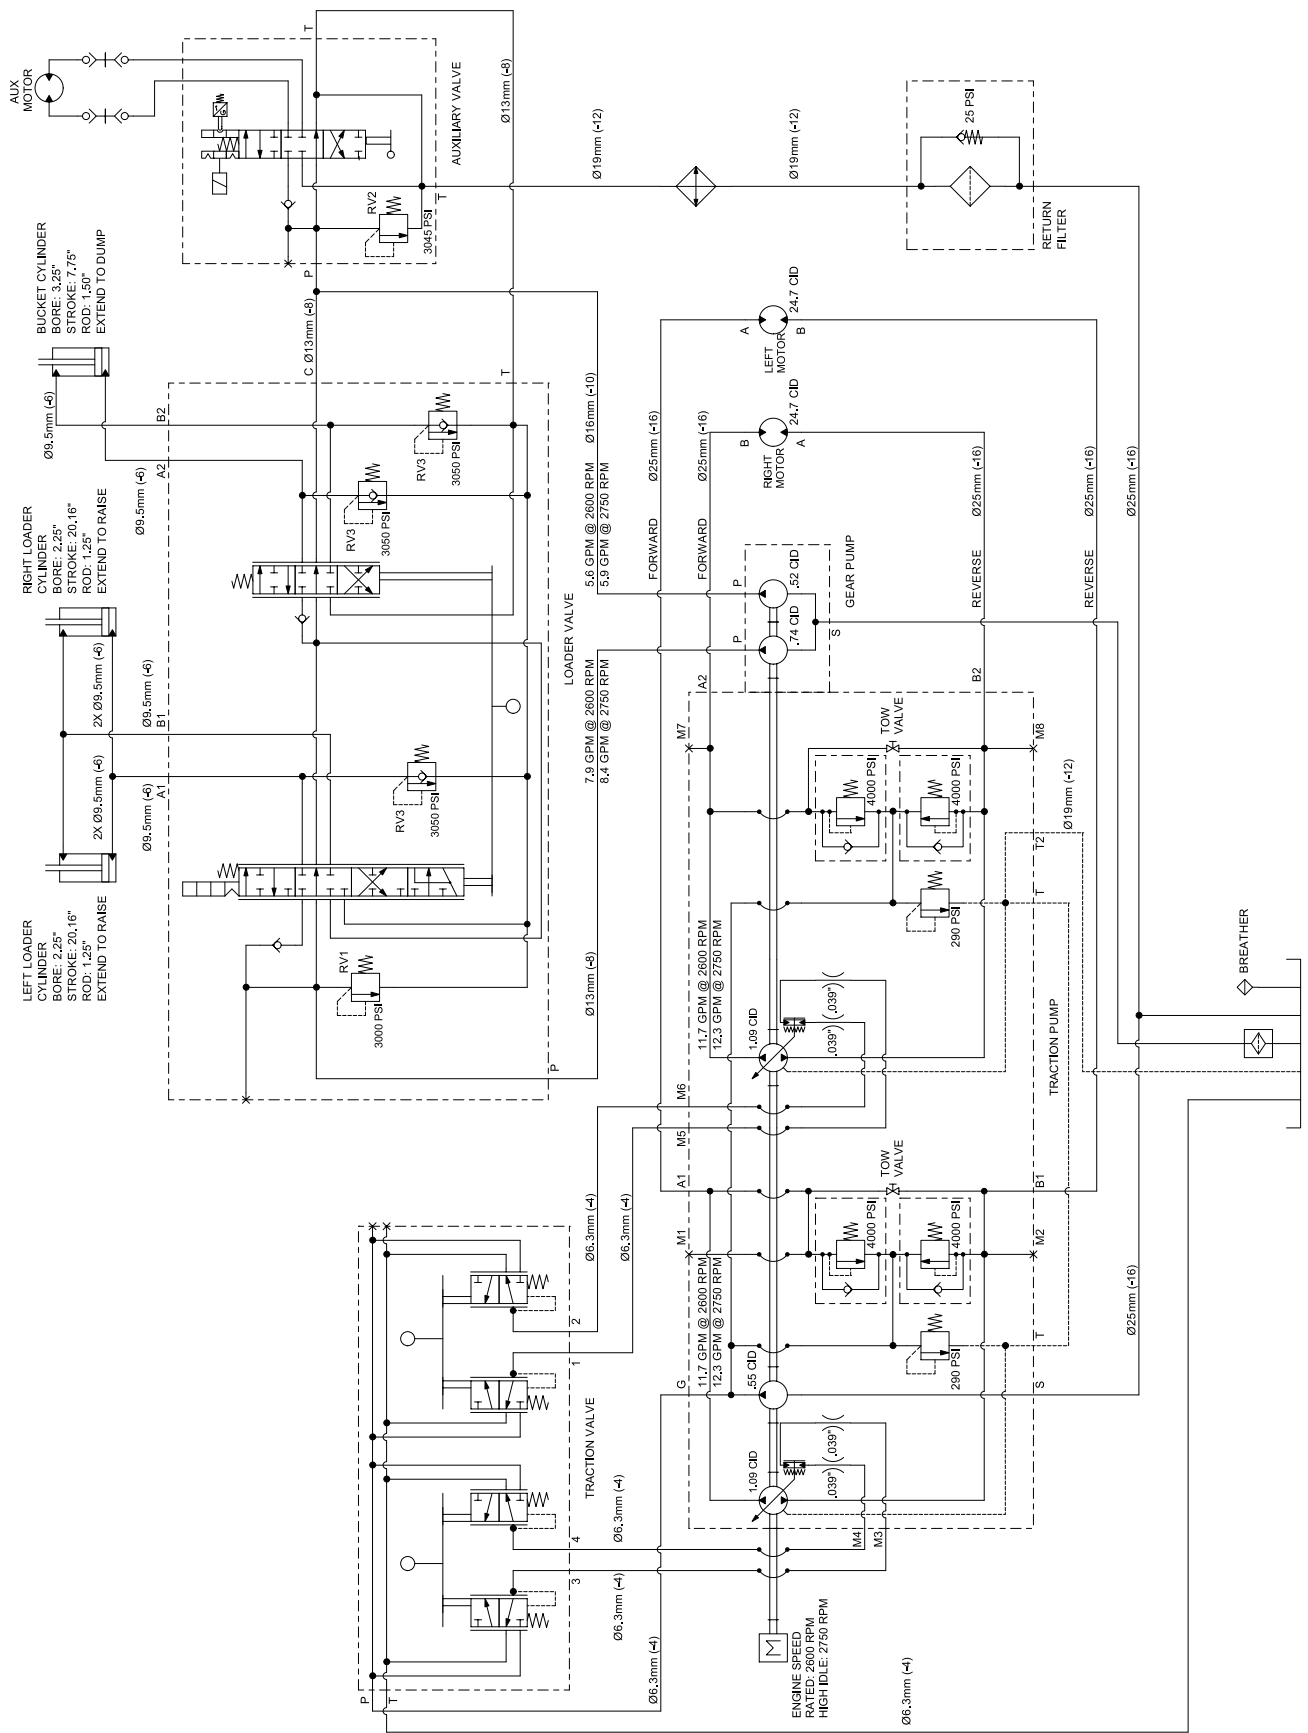 LEFT LOADER
CYLINDER
BORE: 2.25"
STROKE: 20.16"
ROD: 1.25"
EXTEND TO RAISE
RIGHT LOADER
CYLINDER
BORE: 2.25"
STROKE: 20.16"
ROD: 1.25"
EXTEND TO RAISE
BUCKET CYLINDER
BORE: 3.25"
STROKE: 7.75"
ROD: 1.50"
EXTEND TO DUMP
AUX
MOTOR
2X Ø9.5mm (-6)
2X Ø9.5mm (-6)
Ø9.5mm (-6)
A1
Ø9.5mm (-6)
B1
Ø9.5mm (-6)
A2
Ø9.5mm (-6)
B2
RV1
3000 PSI
RV3
3050 PSI
RV3
3050 PSI
RV3
3050 PSI
P
C
T
LOADER VALVE
Ø13mm (-8)
Ø13mm (-8)
Ø13mm (-8)
P
T
T
RV2
3045 PSI
AUXILIARY VALVE
Ø19mm (-12)
Ø19mm (-12)
25 PSI
RETURN
FILTER
P
T
3
4
1
2
TRACTION VALVE
Ø6.3mm (-4)
Ø6.3mm (-4)
Ø6.3mm (-4)
Ø6.3mm (-4)
Ø6.3mm (-4)
Ø6.3mm (-4)
7.9 GPM @ 2600 RPM
8.4 GPM @ 2750 RPM
5.6 GPM @ 2600 RPM
5.9 GPM @ 2750 RPM
Ø16mm (-10)
FORWARD
Ø25mm (-16)
FORWARD
Ø25mm (-16)
A
B
LEFT
MOTOR
24.7 CID
B
A
RIGHT
MOTOR
24.7 CID
P
P
.74 CID
.52 CID
S
GEAR PUMP
REVERSE
Ø25mm (-16)
REVERSE
Ø25mm (-16)
Ø25mm (-16)
M
ENGINE SPEED
RATED: 2600 RPM
HIGH IDLE: 2750 RPM
G
M1
A1
M5
M6
M7
A2
11.7 GPM @ 2600 RPM
12.3 GPM @ 2750 RPM
11.7 GPM @ 2600 RPM
12.3 GPM @ 2750 RPM
1.09 CID
.55 CID
1.09 CID
.039"
.039"
.039"
.039"
M4
M3
290 PSI
4000 PSI
4000 PSI
TOW
VALVE
290 PSI
4000 PSI
4000 PSI
TOW
VALVE
S
T
M2
B1
T
T2
M8
B2
TRACTION PUMP
Ø19mm (-12)
Ø25mm (-16)
BREATHER